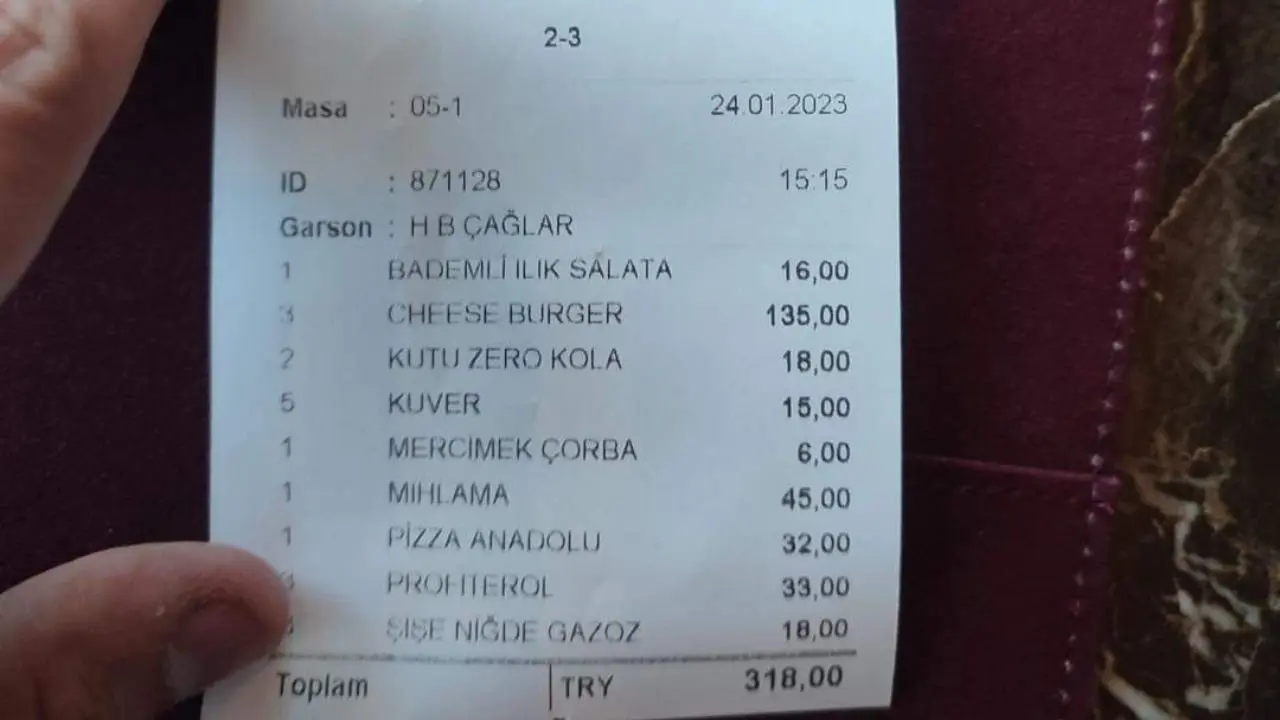 2-3
Masa : 05-1 24.01.2023
ID : 871128 15:15
Garson : H B ÇAĞLAR
1 BADEMLİ ILIK SALATA 16,00
3 CHEESE BURGER 135,00
2 KUTU ZERO KOLA 18,00
5 KUVER 15,00
1 MERCİMEK ÇORBA 6,00
1 MIHLAMA 45,00
1 PİZZA ANADOLU 32,00
3 PROFİTEROL 33,00
ŞİŞE NİĞDE GAZOZ 18,00
Toplam TRY 318,00